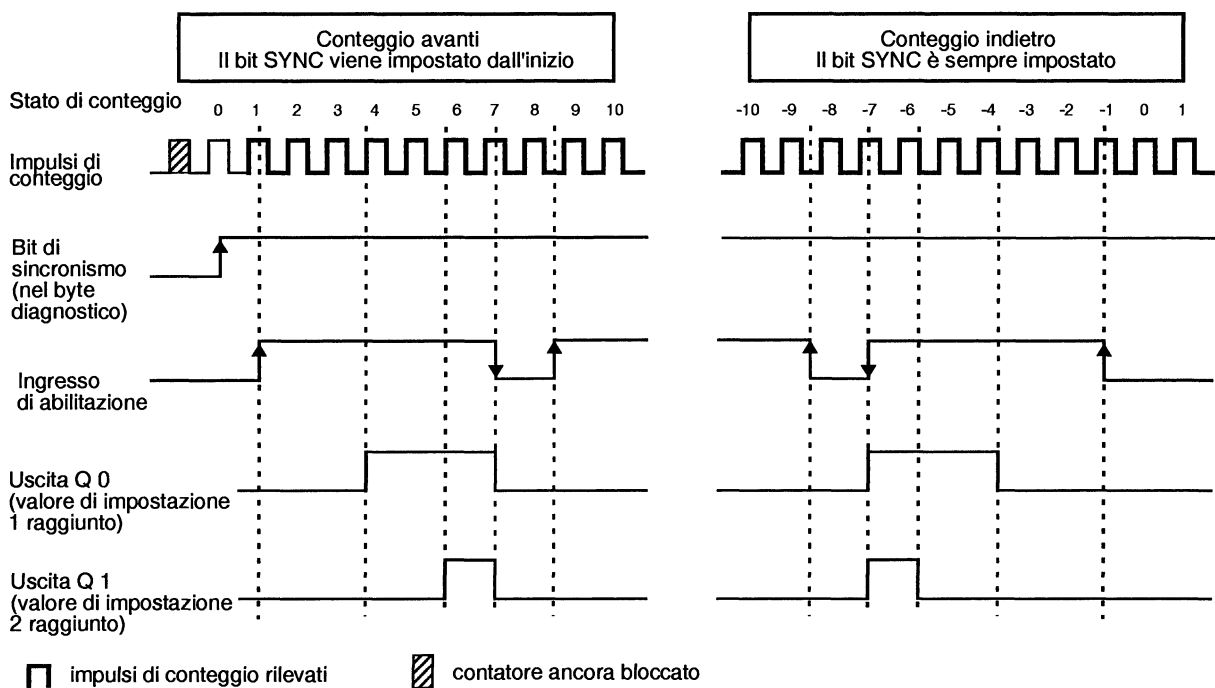 Conteggio avanti
Il bit SYNC viene impostato dall'inizio
Conteggio indietro
Il bit SYNC è sempre impostato
Stato di conteggio
0 1 2 3 4 5 6 7 8 9 10
-10 -9 -8 -7 -6 -5 -4 -3 -2 -1 0 1
Impulsi di
conteggio
Bit di
sincronismo
(nel byte
diagnostico)
Ingresso
di abilitazione
Uscita Q 0
(valore di impostazione
1 raggiunto)
Uscita Q 1
(valore di impostazione
2 raggiunto)
impulsi di conteggio rilevati
contatore ancora bloccato